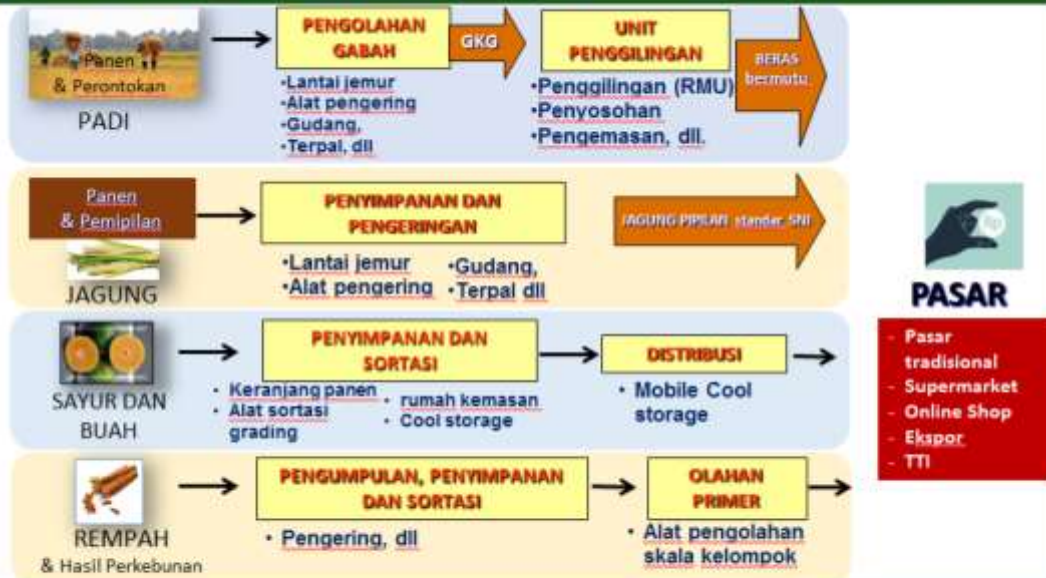 Panen
& Perontokan
PADI
PENGOLAHAN
GABAH
•Lantai jemur
•Alat pengering
•Gudang,
•Terpal, dll
GKG
UNIT
PENGGILINGAN
•Penggilingan (RMU)
•Penyosohan
•Pengemasan, dll.
BERAS
bermutu
Panen
& Pemipilan
JAGUNG
PENYIMPANAN DAN
PENGERINGAN
•Lantai jemur
•Alat pengering
•Gudang,
•Terpal dll
JAGUNG PIPILAN standar SNI
SAYUR DAN
BUAH
PENYIMPANAN DAN
SORTASI
• Keranjang panen
• Alat sortasi
grading
• rumah kemasan
• Cool storage
DISTRIBUSI
• Mobile Cool
storage
REMPAH
& Hasil Perkebunan
PENGUMPULAN, PENYIMPANAN
DAN SORTASI
• Pengering, dll
OLAHAN
PRIMER
• Alat pengolahan
skala kelompok
Rp
PASAR
- Pasar
tradisional
- Supermarket
- Online Shop
- Ekspor
- TTI